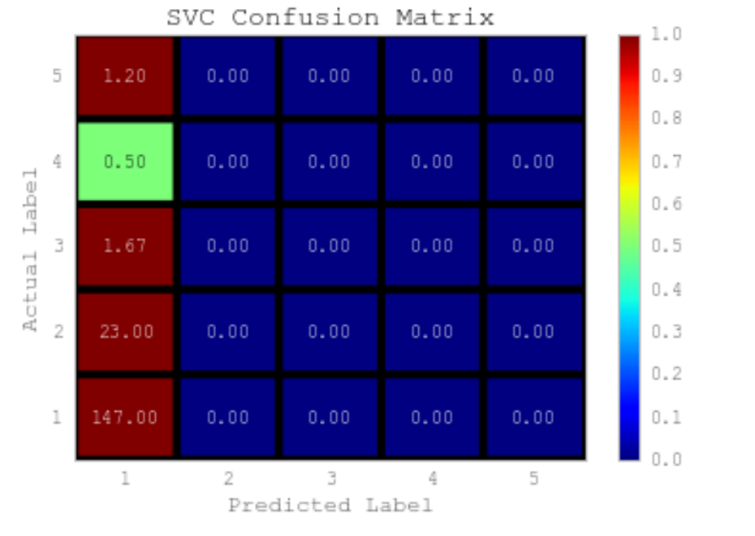 SVC Confusion Matrix
5 1.20 0.00 0.00 0.00 0.00
4 0.50 0.00 0.00 0.00 0.00
3 1.67 0.00 0.00 0.00 0.00
2 23.00 0.00 0.00 0.00 0.00
1 147.00 0.00 0.00 0.00 0.00
1 2 3 4 5
Predicted Label
Actual Label
1.0
0.9
0.8
0.7
0.6
0.5
0.4
0.3
0.2
0.1
0.0